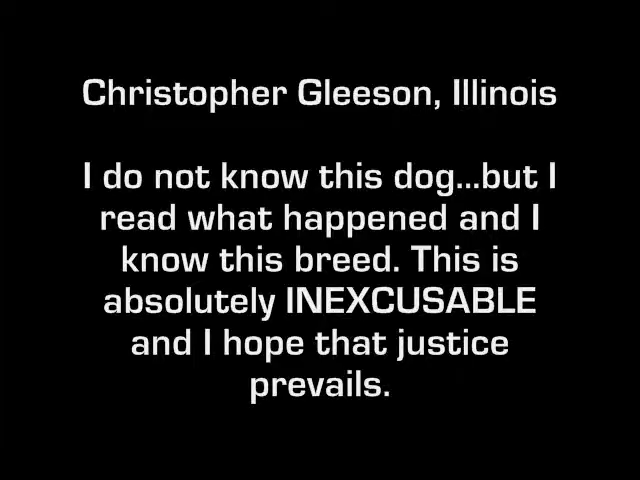 Christopher Gleeson, Illinois
I do not know this dog...but I
read what happened and I
know this breed. This is
absolutely INEXCUSABLE
and I hope that justice
prevails.